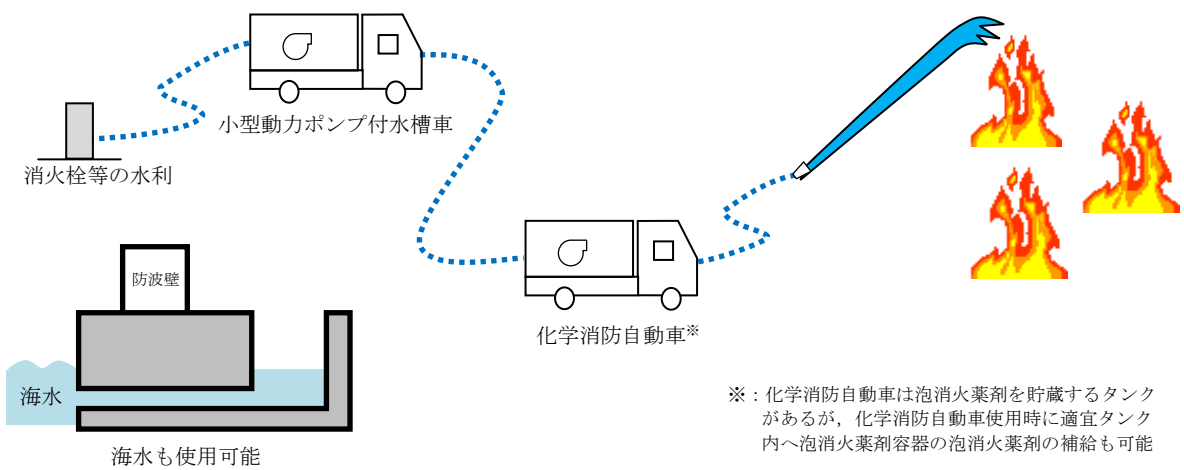 小型動力ポンプ付水槽車
消火栓等の水利
防波壁
化学消防自動車※
海水
海水も使用可能
※：化学消防自動車は泡消火薬剤を貯蔵するタンク
があるが，化学消防自動車使用時に適宜タンク
内へ泡消火薬剤容器の泡消火薬剤の補給も可能